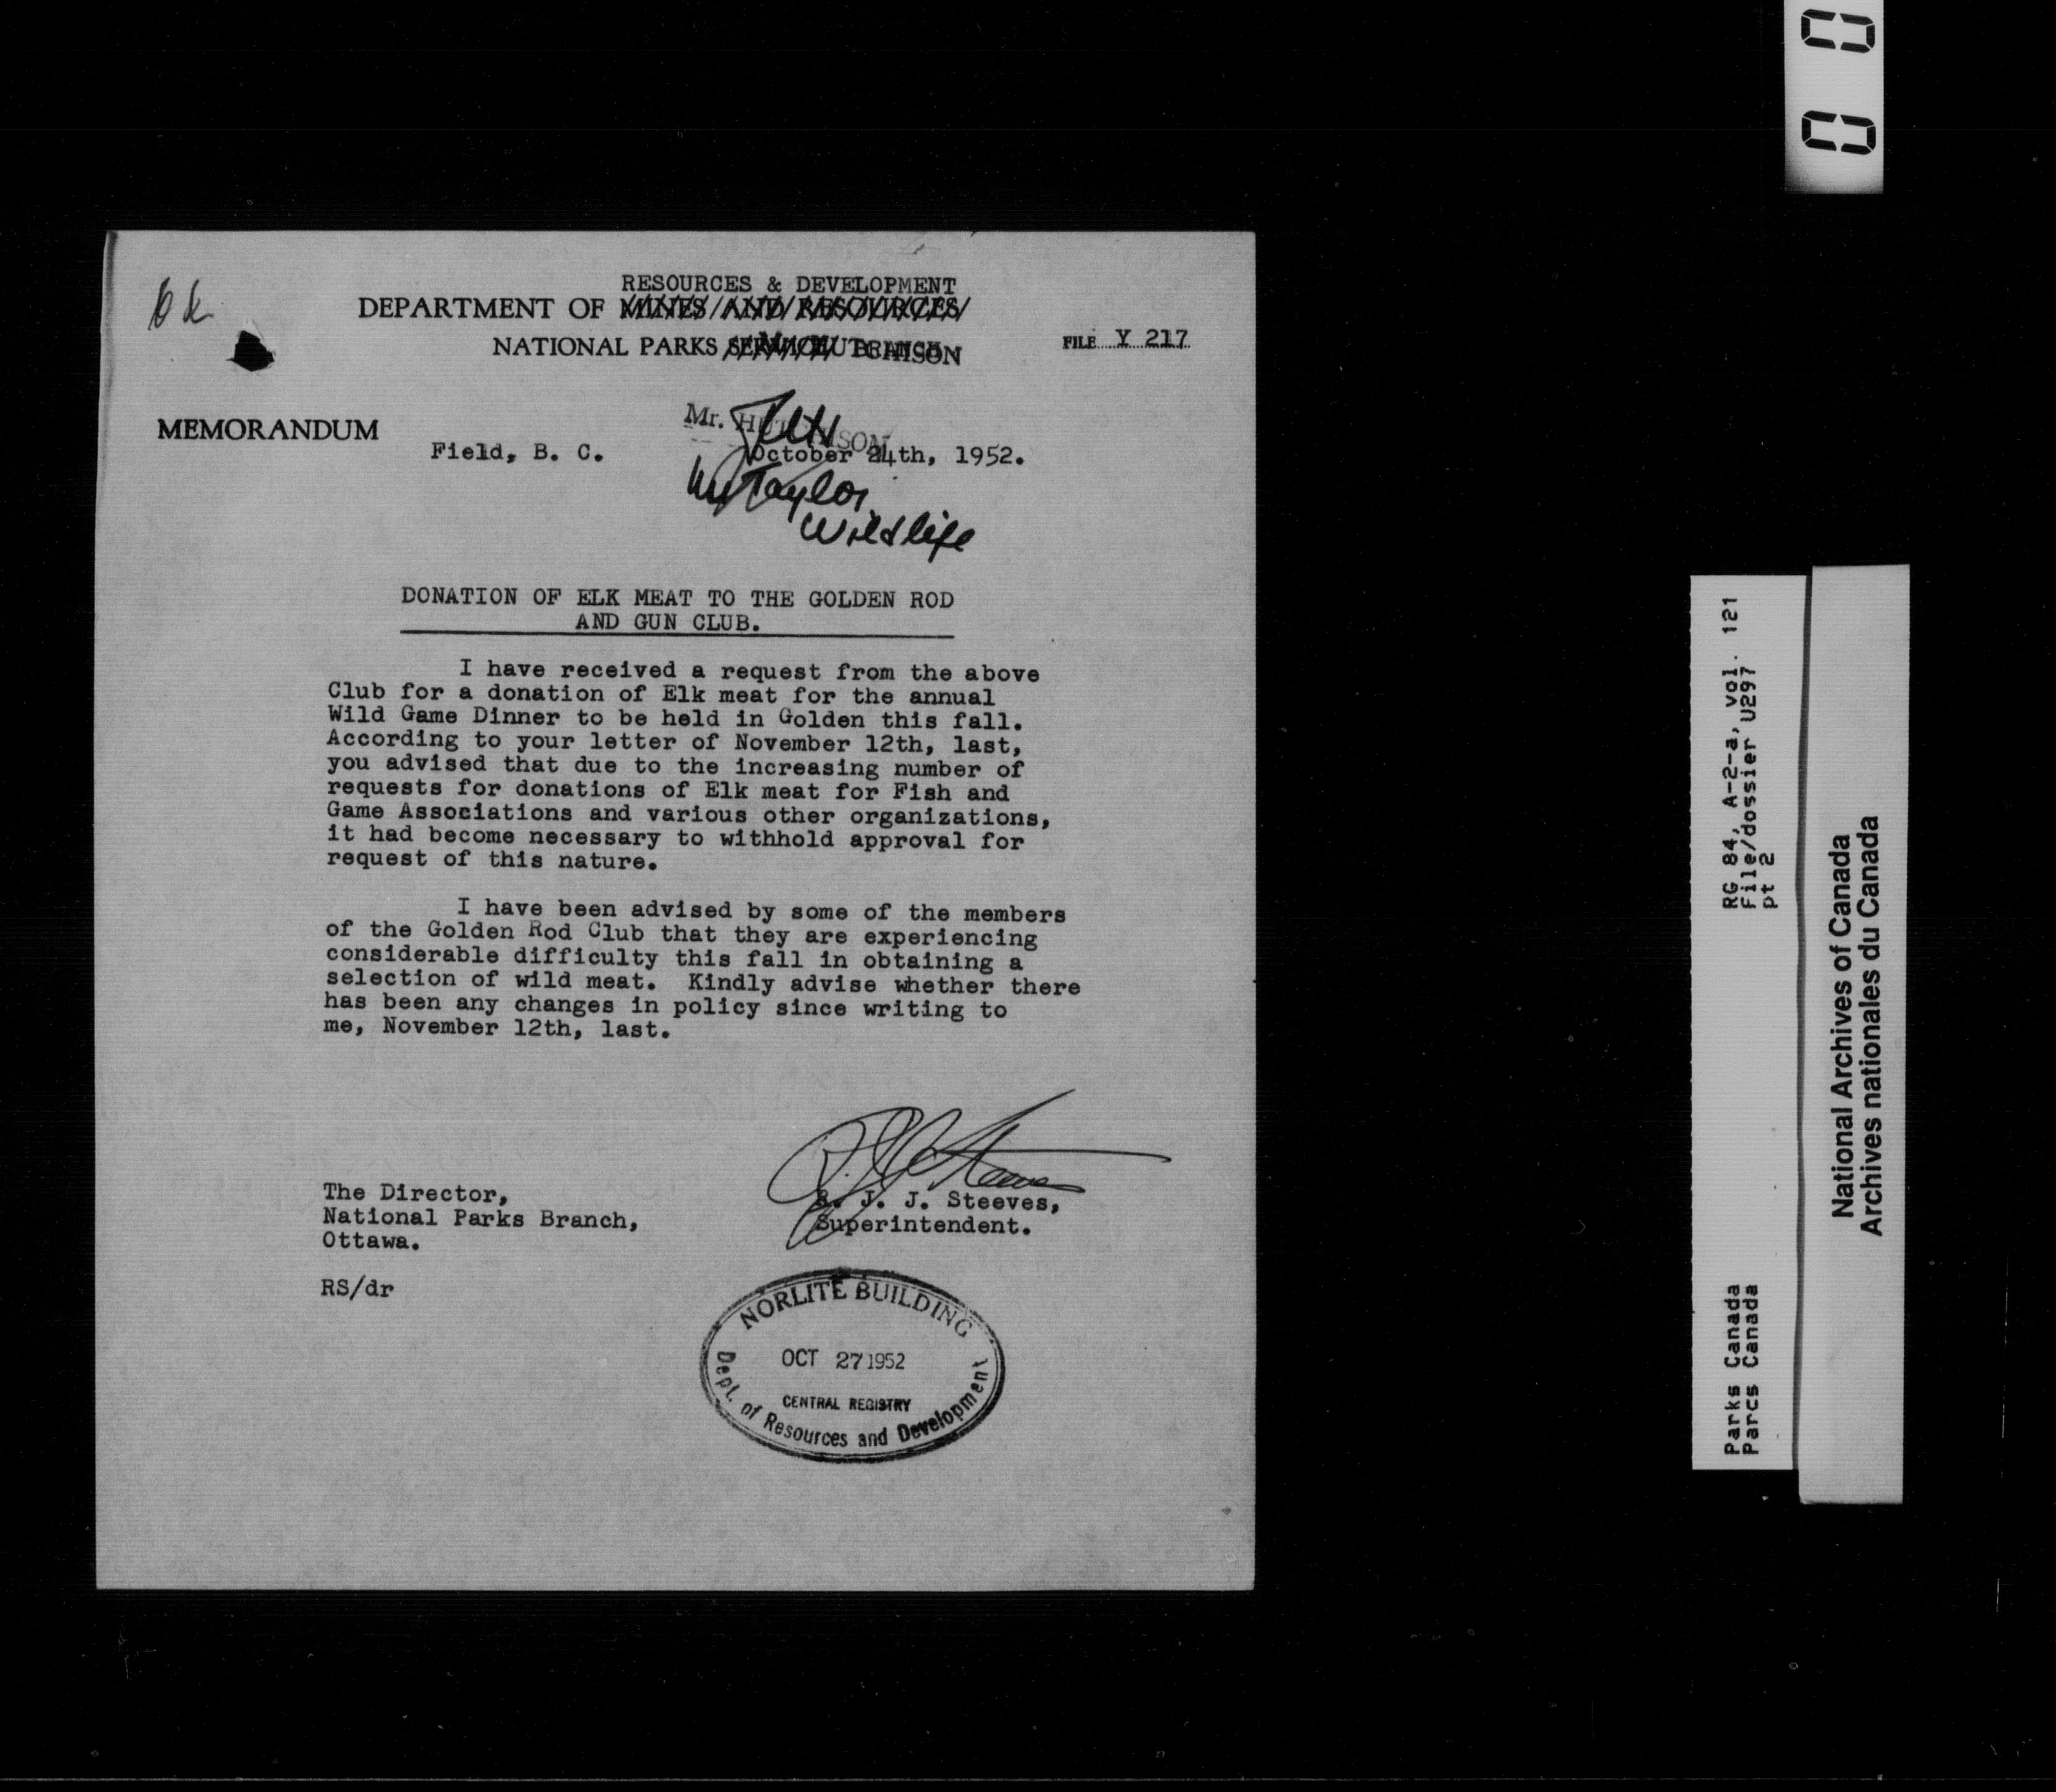 ok
RESOURCES & DEVELOPMENT
DEPARTMENT OF MINES AND RESOURCES
NATIONAL PARKS SERVICE BRANCH
FILE Y 217
MEMORANDUM
Mr. HUTCHISON
Field, B. C. October 24th, 1952.
Mr Taylor
Wildlife
DONATION OF ELK MEAT TO THE GOLDEN ROD
AND GUN CLUB.
I have received a request from the above
Club for a donation of Elk meat for the annual
Wild Game Dinner to be held in Golden this fall.
According to your letter of November 12th, last,
you advised that due to the increasing number of
requests for donations of Elk meat for Fish and
Game Associations and various other organizations,
it had become necessary to withhold approval for
request of this nature.
I have been advised by some of the members
of the Golden Rod Club that they are experiencing
considerable difficulty this fall in obtaining a
selection of wild meat. Kindly advise whether there
has been any changes in policy since writing to
me, November 12th, last.
The Director,
National Parks Branch,
Ottawa.
RS/dr
J. J. Steeves,
Superintendent.
NORLITE BUILDING
OCT 27 1952
CENTRAL REGISTRY
Dept. of Resources and Development
RG 84, A-2-a, vol. 121
File/dossier U297
pt 2
Parks Canada
Parcs Canada
National Archives of Canada
Archives nationales du Canada